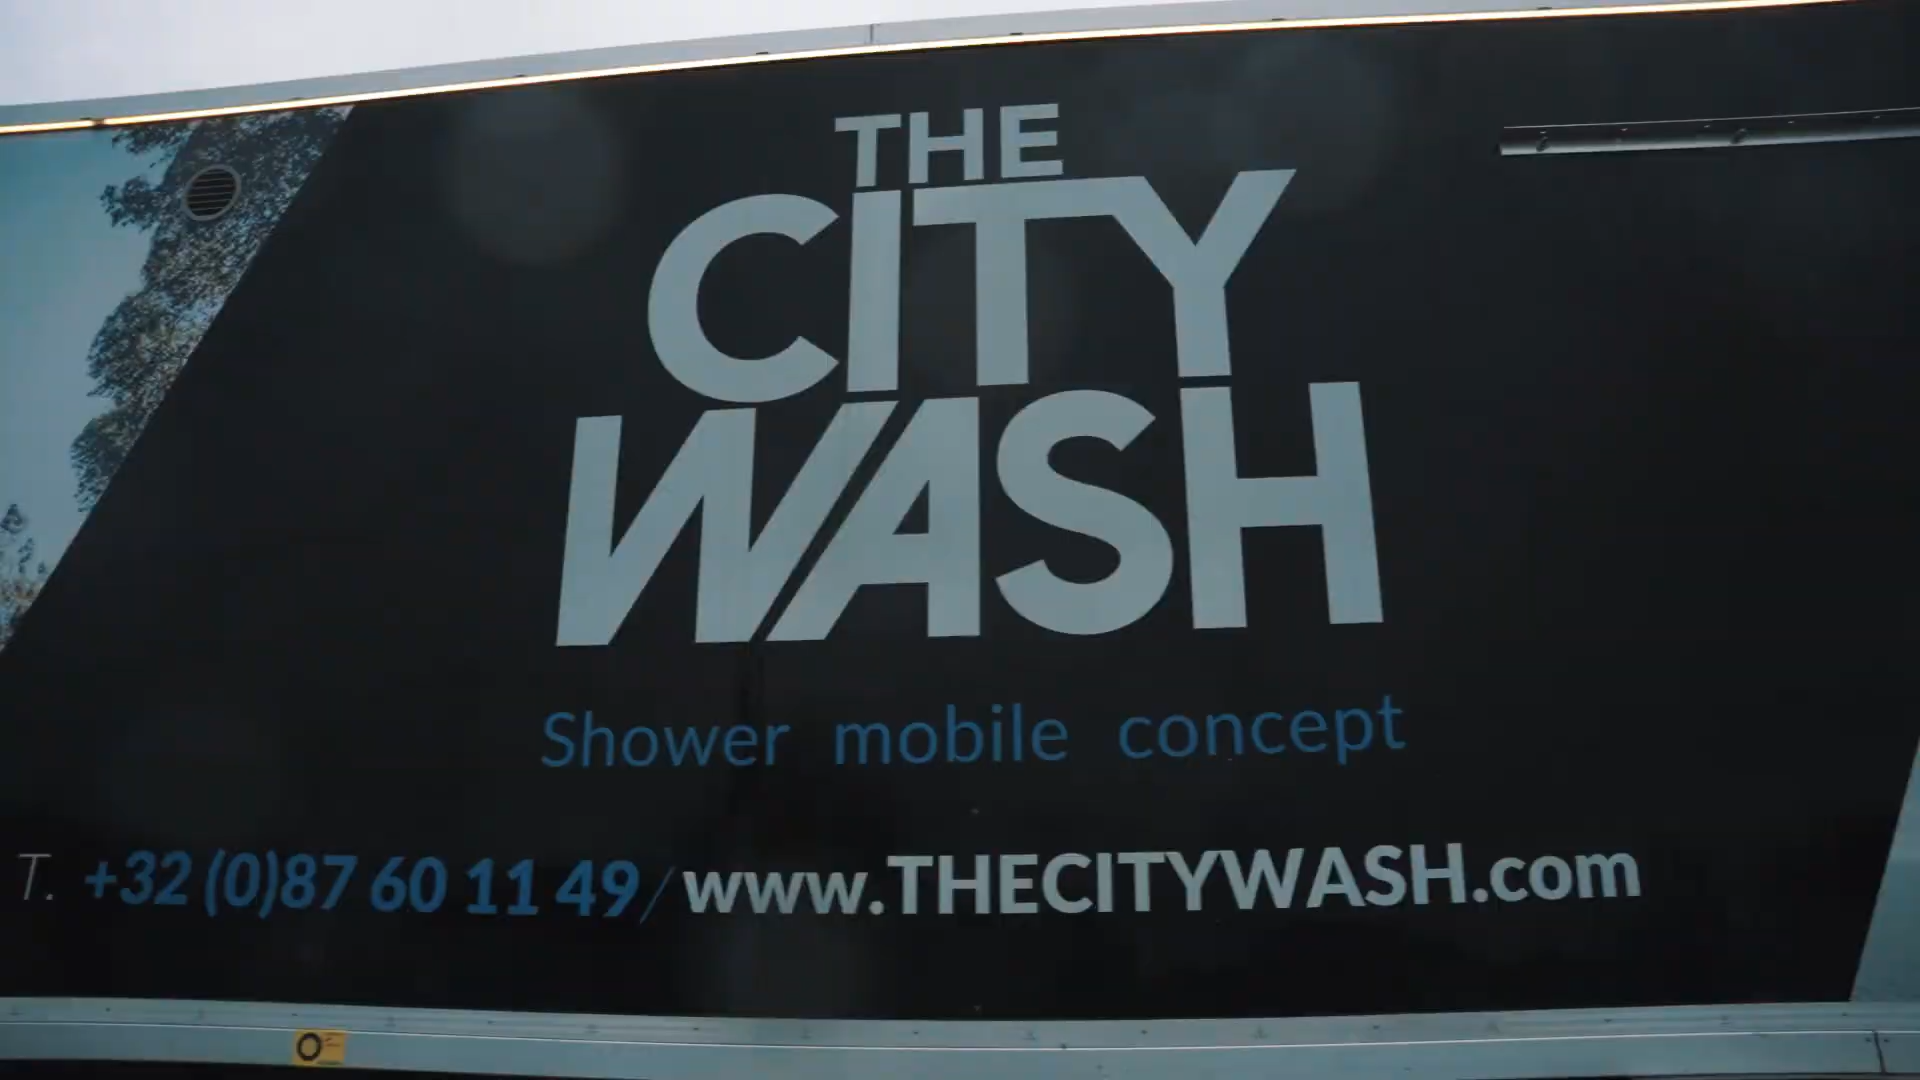 THE
CITY
WASH
Shower mobile concept
T. +32 (0)87 60 11 49 / www.THECITYWASH.com